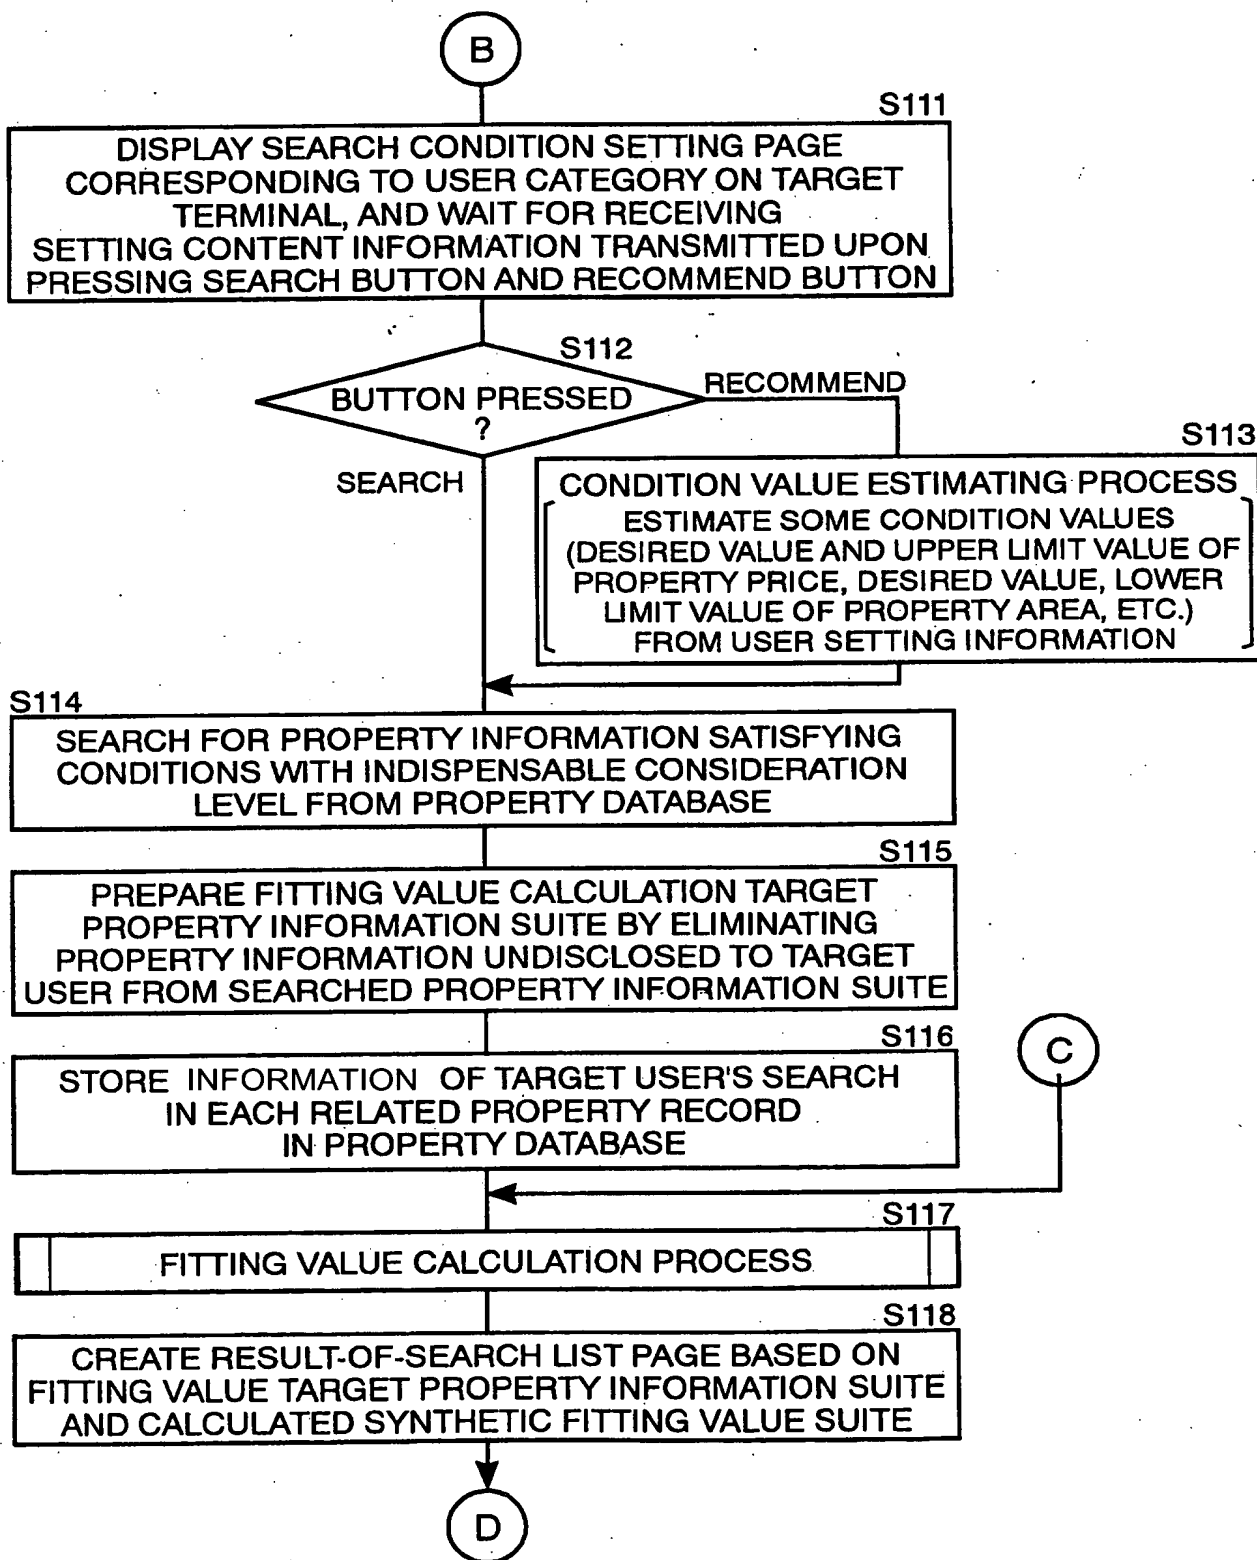 B
S111
DISPLAY SEARCH CONDITION SETTING PAGE
CORRESPONDING TO USER CATEGORY ON TARGET
TERMINAL, AND WAIT FOR RECEIVING
SETTING CONTENT INFORMATION TRANSMITTED UPON
PRESSING SEARCH BUTTON AND RECOMMEND BUTTON
S112
BUTTON PRESSED
?
RECOMMEND
SEARCH
S113
CONDITION VALUE ESTIMATING PROCESS
ESTIMATE SOME CONDITION VALUES
(DESIRED VALUE AND UPPER LIMIT VALUE OF
PROPERTY PRICE, DESIRED VALUE, LOWER
LIMIT VALUE OF PROPERTY AREA, ETC.)
FROM USER SETTING INFORMATION
S114
SEARCH FOR PROPERTY INFORMATION SATISFYING
CONDITIONS WITH INDISPENSABLE CONSIDERATION
LEVEL FROM PROPERTY DATABASE
S115
PREPARE FITTING VALUE CALCULATION TARGET
PROPERTY INFORMATION SUITE BY ELIMINATING
PROPERTY INFORMATION UNDISCLOSED TO TARGET
USER FROM SEARCHED PROPERTY INFORMATION SUITE
S116
STORE INFORMATION OF TARGET USER'S SEARCH
IN EACH RELATED PROPERTY RECORD
IN PROPERTY DATABASE
C
S117
FITTING VALUE CALCULATION PROCESS
S118
CREATE RESULT-OF-SEARCH LIST PAGE BASED ON
FITTING VALUE TARGET PROPERTY INFORMATION SUITE
AND CALCULATED SYNTHETIC FITTING VALUE SUITE
D